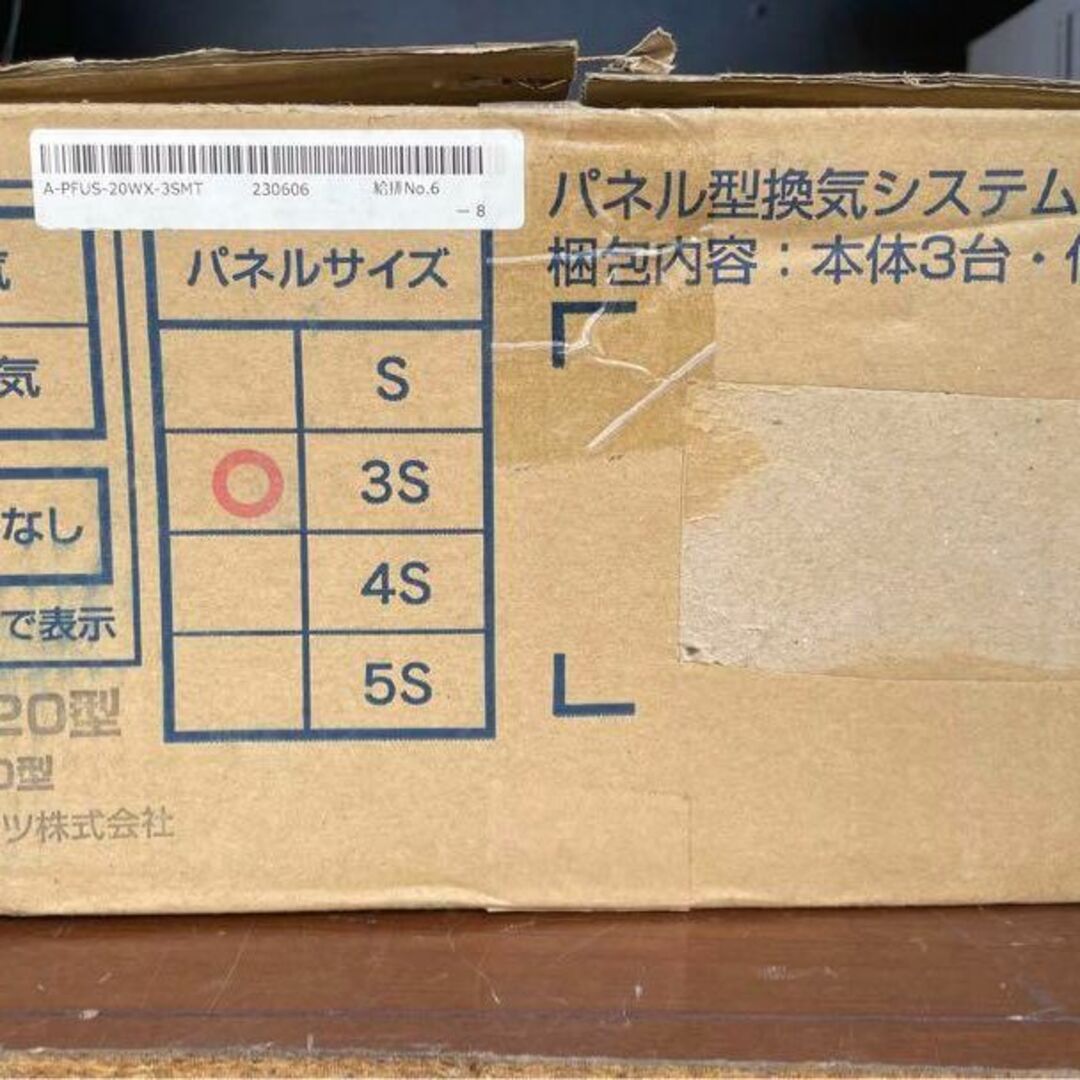 A-PFUS-20WX-3SMT 230606 給排No.6
－8
パネル型換気システム
梱包内容：本体3台・
気
気
なし
で表示
20型
0型
ツ株式会社
パネルサイズ
S
3S
4S
5S